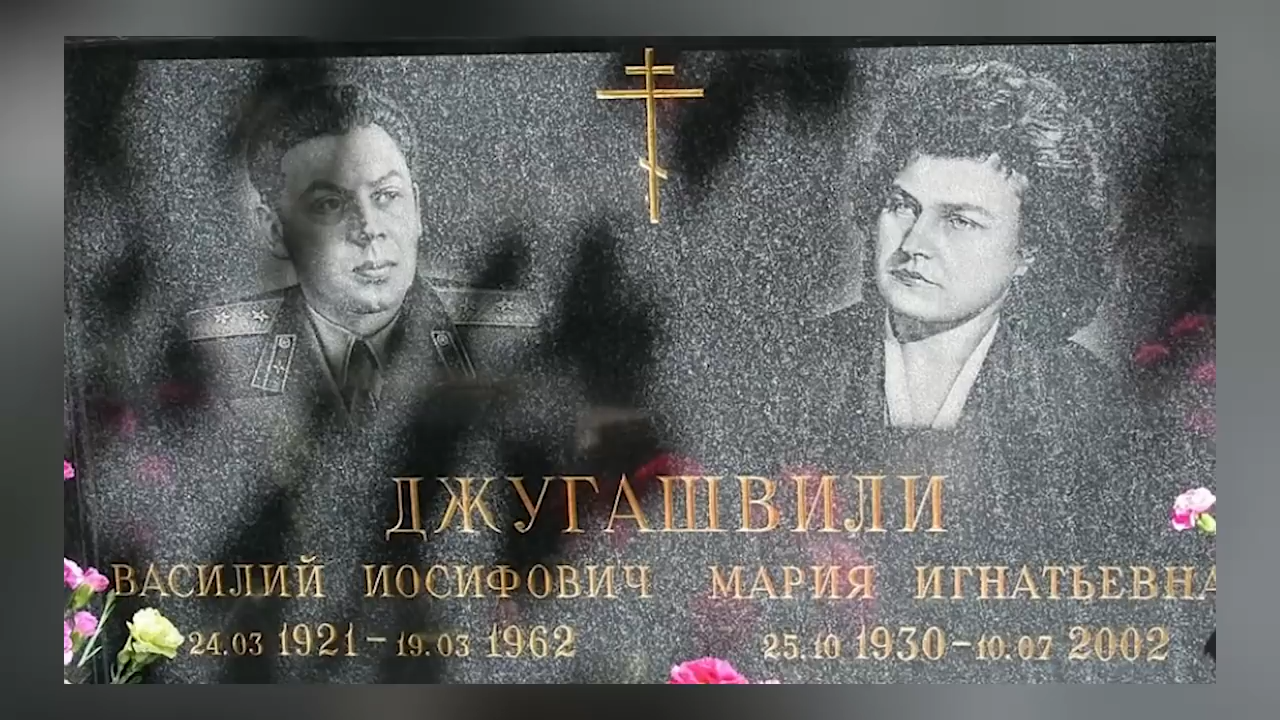 ДЖУГАШВИЛИ
ВАСИЛИЙ ИОСИФОВИЧ МАРИЯ ИГНАТЬЕВНА
24.03 1921 – 19.03 1962 25.10 1930 – 10.07 2002